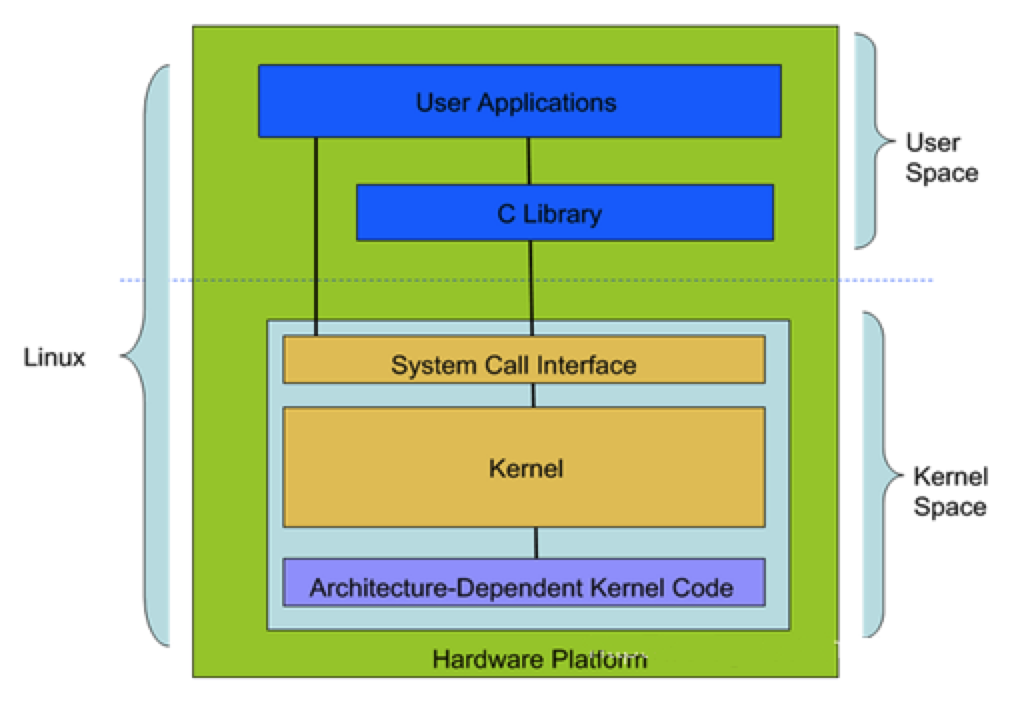 User Applications
User
Space
C Library
Linux
System Call Interface
Kernel
Kernel
Space
Architecture-Dependent Kernel Code
Hardware Platform